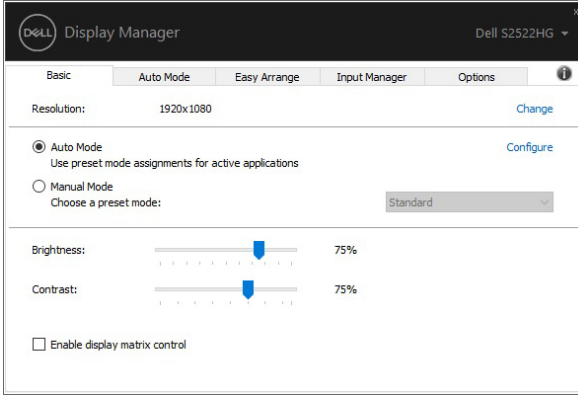 DELL Display Manager Dell S2522HG
Basic Auto Mode Easy Arrange Input Manager Options
Resolution: 1920x1080 Change
Auto Mode Configure
Use preset mode assignments for active applications
Manual Mode
Choose a preset mode: Standard
Brightness: 75%
Contrast: 75%
Enable display matrix control